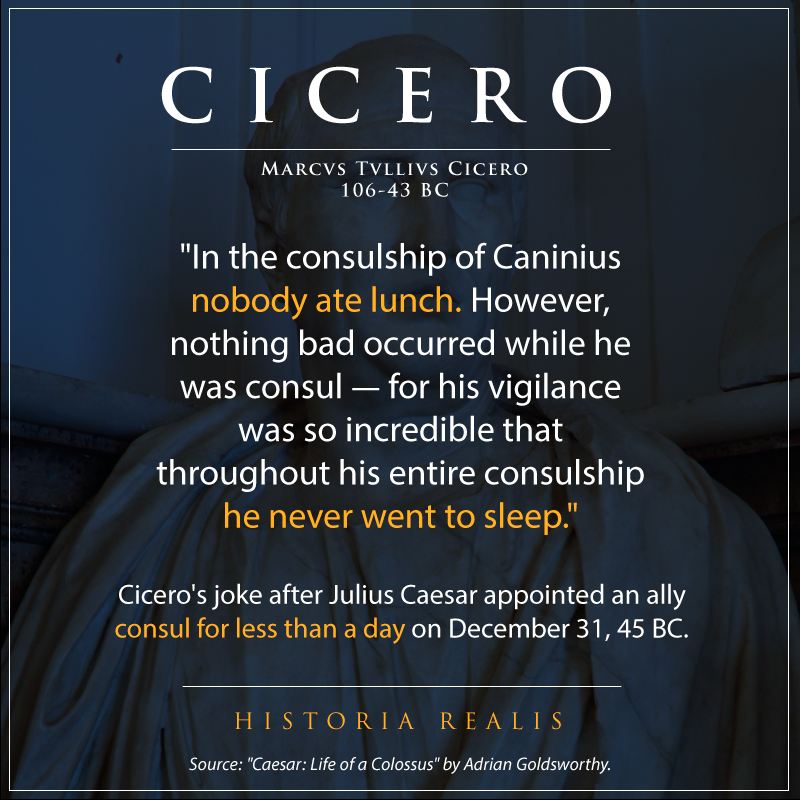 CICERO
MARCVS TVLLIVS CICERO
106-43 BC
"In the consulship of Caninius
nobody ate lunch. However,
nothing bad occurred while he
was consul — for his vigilance
was so incredible that
throughout his entire consulship
he never went to sleep."
Cicero's joke after Julius Caesar appointed an ally
consul for less than a day on December 31, 45 BC.
HISTORIA REALIS
Source: "Caesar: Life of a Colossus" by Adrian Goldsworthy.